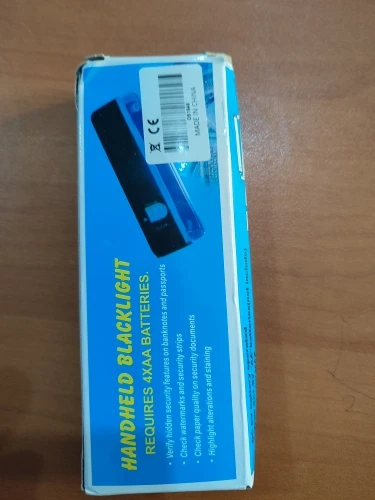 HANDHELD BLACKLIGHT
REQUIRES 4XAA BATTERIES.
• Verify hidden security features on banknotes and passports
• Check watermarks and security strips
• Check paper quality on security documents
• Highlight alterations and staining
CE
MADE IN CHINA